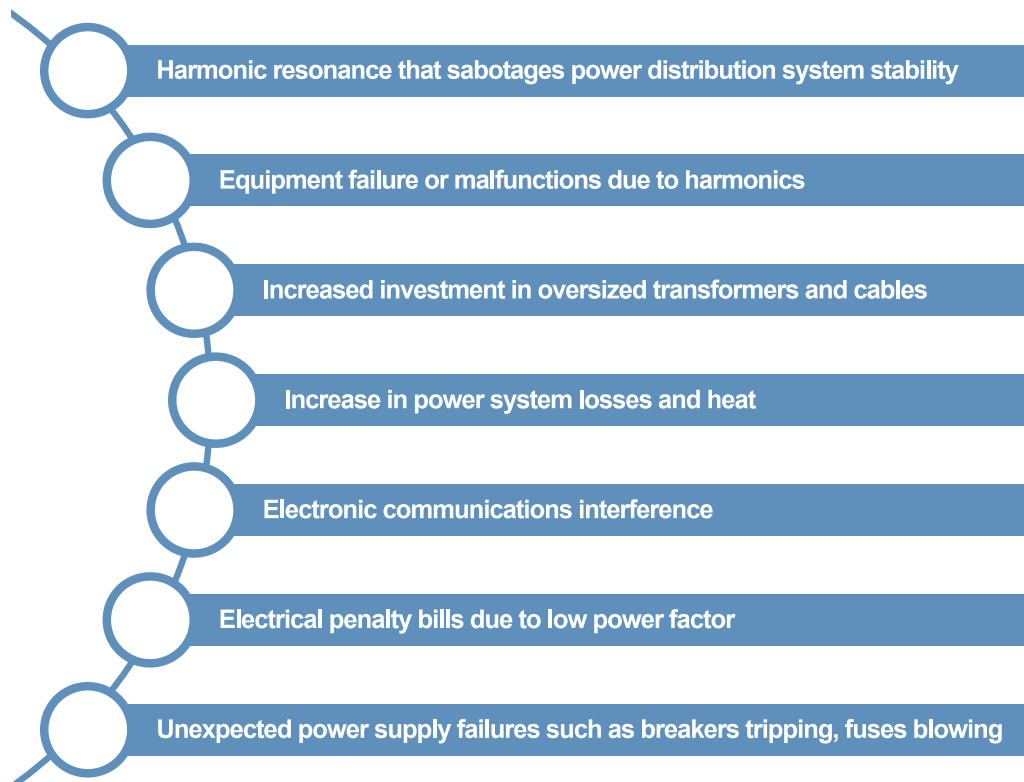 Harmonic resonance that sabotages power distribution system stability
Equipment failure or malfunctions due to harmonics
Increased investment in oversized transformers and cables
Increase in power system losses and heat
Electronic communications interference
Electrical penalty bills due to low power factor
Unexpected power supply failures such as breakers tripping, fuses blowing